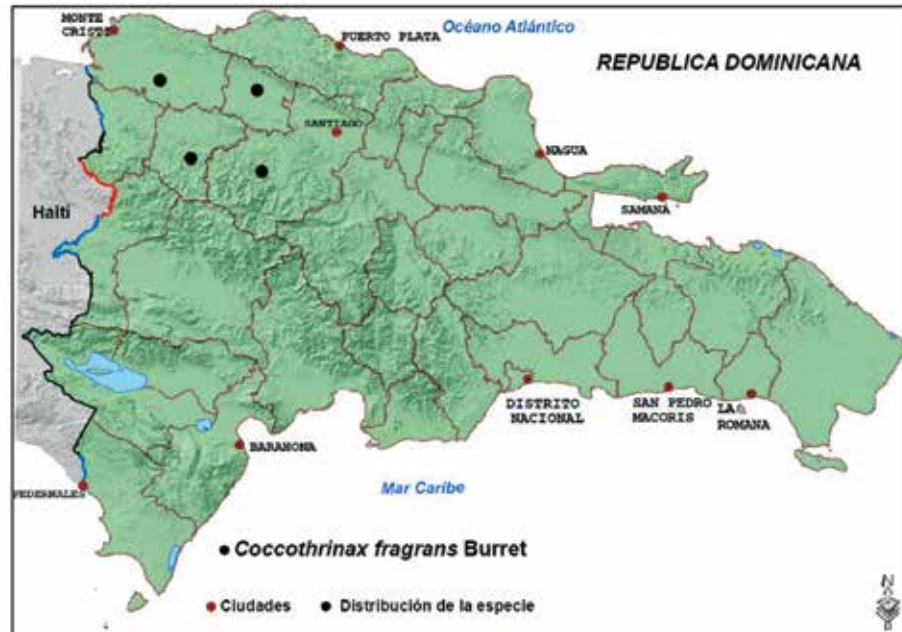 Océano Atlántico
MONTE
CRISTI
PUERTO PLATA
REPUBLICA DOMINICANA
SANTIAGO
NAGUA
SAMANÁ
Haití
DISTRITO
NACIONAL
SAN PEDRO
MACORIS
LA
ROMANA
BARAHONA
PEDERNALES
Mar Caribe
Coccothrinax fragrans Burret
Ciudades
Distribución de la especie
N